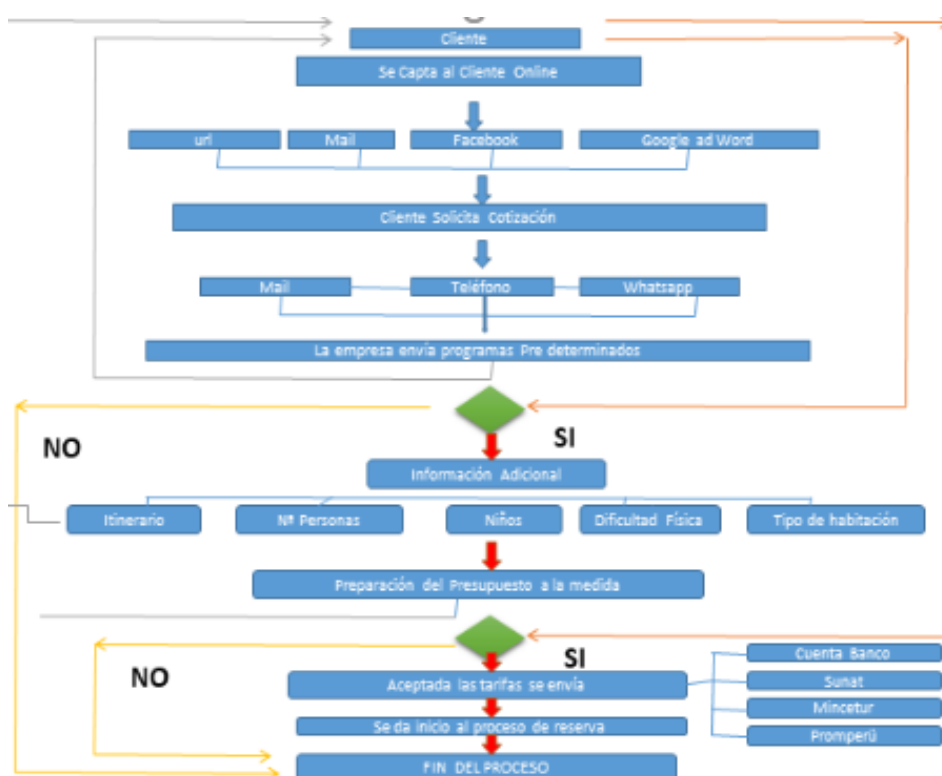 Cliente
Se Capta al Cliente Online
url Mail Facebook Google ad Word
Cliente Solicita Cotización
Mail Teléfono Whatsapp
La empresa envía programas Pre determinados
NO SI
Información Adicional
Itinerario Nº Personas Niños Dificultad Física Tipo de habitación
Preparación del Presupuesto a la medida
NO SI
Cuenta Banco
Aceptada las tarifas se envía Sunat
Mincetur
Se da inicio al proceso de reserva
Promperú
FIN DEL PROCESO